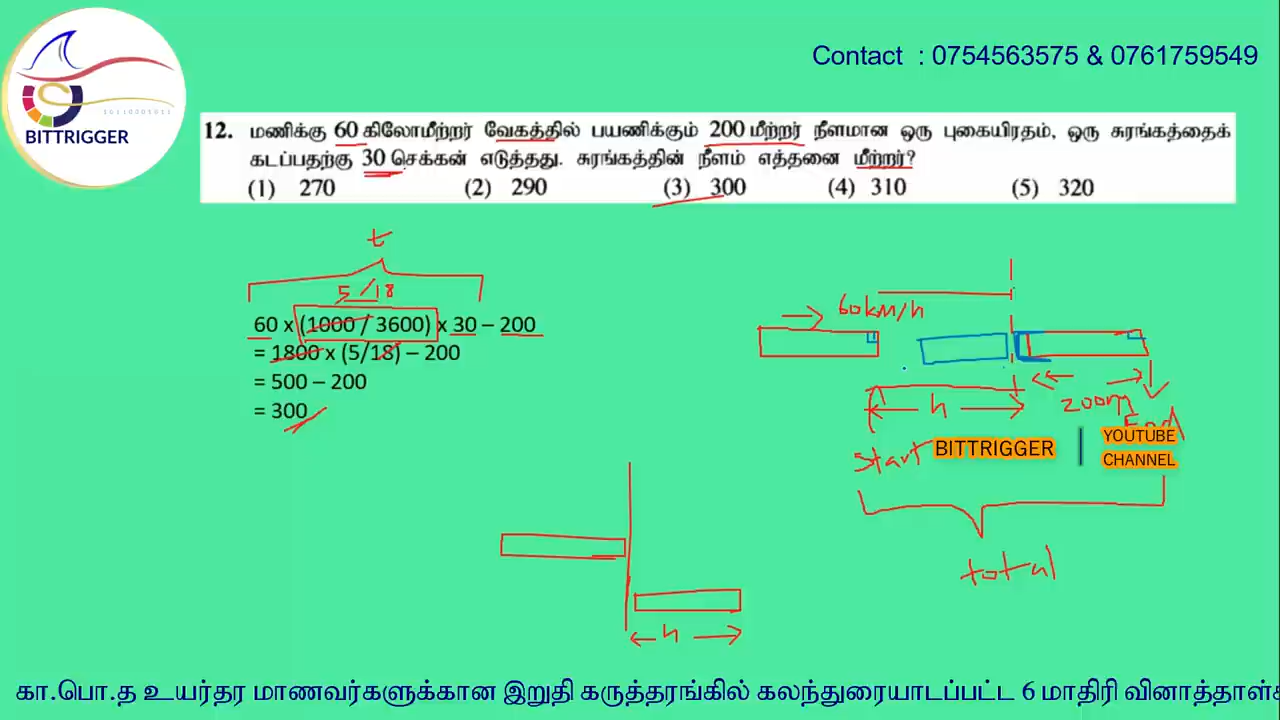 Contact : 0754563575 & 0761759549
BITTRIGGER
12. மணிக்கு 60 கிலோமீற்றர் வேகத்தில் பயணிக்கும் 200 மீற்றர் நீளமான ஒரு புகையிரதம், ஒரு சுரங்கத்தைக்
கடப்பதற்கு 30 செக்கன் எடுத்தது. சுரங்கத்தின் நீளம் எத்தனை மீற்றர்?
(1) 270 (2) 290 (3) 300 (4) 310 (5) 320
t
5/18
60 x (1000 / 3600) x 30 – 200
= 1800 x (5/18) – 200
= 500 – 200
= 300
60km/h
h
200m
End
Start
BITTRIGGER | YOUTUBE
CHANNEL
total
h
கா.பொ.த உயர்தர மாணவர்களுக்கான இறுதி கருத்தரங்கில் கலந்துரையாடப்பட்ட 6 மாதிரி